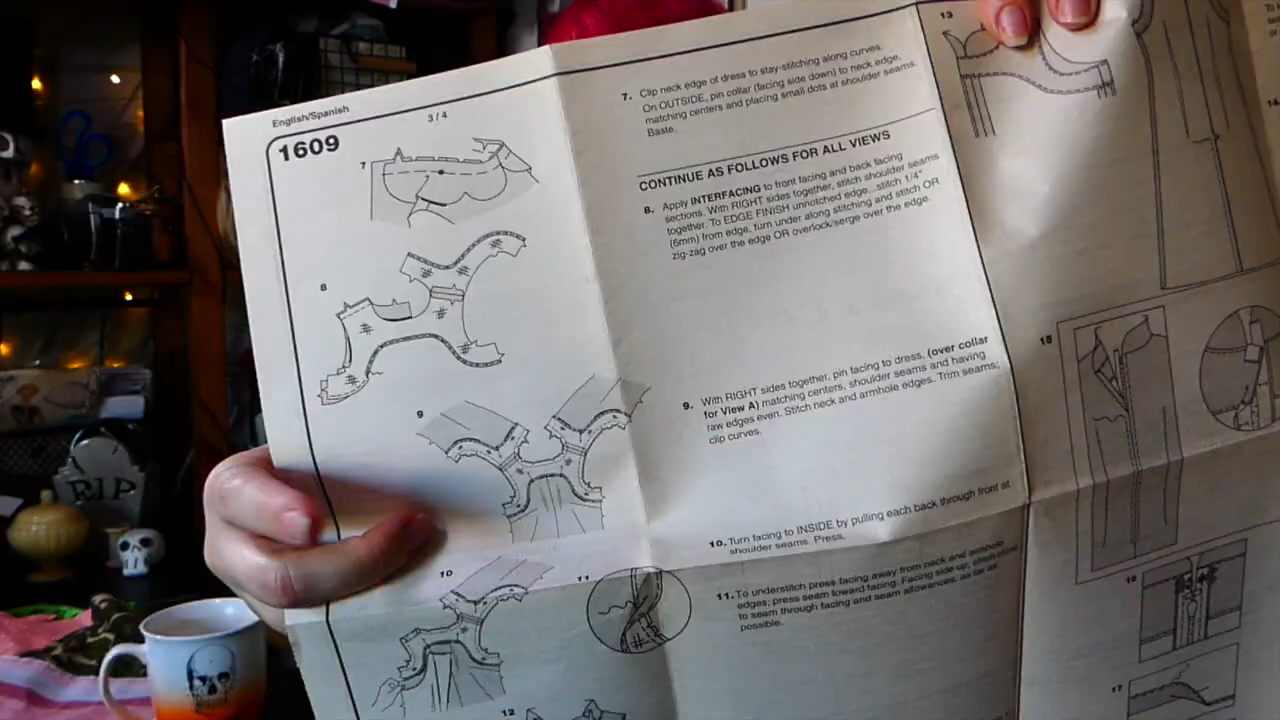 English/Spanish
3 / 4
1609
7
8
9
10
11
12
7. Clip neck edge of dress to stay-stitching along curves.
On OUTSIDE, pin collar (facing side down) to neck edge,
matching centers and placing small dots at shoulder seams.
Baste.
CONTINUE AS FOLLOWS FOR ALL VIEWS
8. Apply INTERFACING to front facing and back facing
sections. With RIGHT sides together, stitch shoulder seams
together. To EDGE FINISH unnotched edge...stitch 1/4"
(6mm) from edge, turn under along stitching and stitch OR
zig-zag over the edge OR overlock/serge over the edge.
9. With RIGHT sides together, pin facing to dress, (over collar
for View A) matching centers, shoulder seams and having
raw edges even. Stitch neck and armhole edges. Trim seams;
clip curves.
10. Turn facing to INSIDE by pulling each back through front at
shoulder seams. Press.
11. To understitch press facing away from neck and armhole
edges; press seam toward facing. Facing side up, stitch close
to seam through facing and seam allowances, as far as
possible.
13
14
15
16
17
RIP